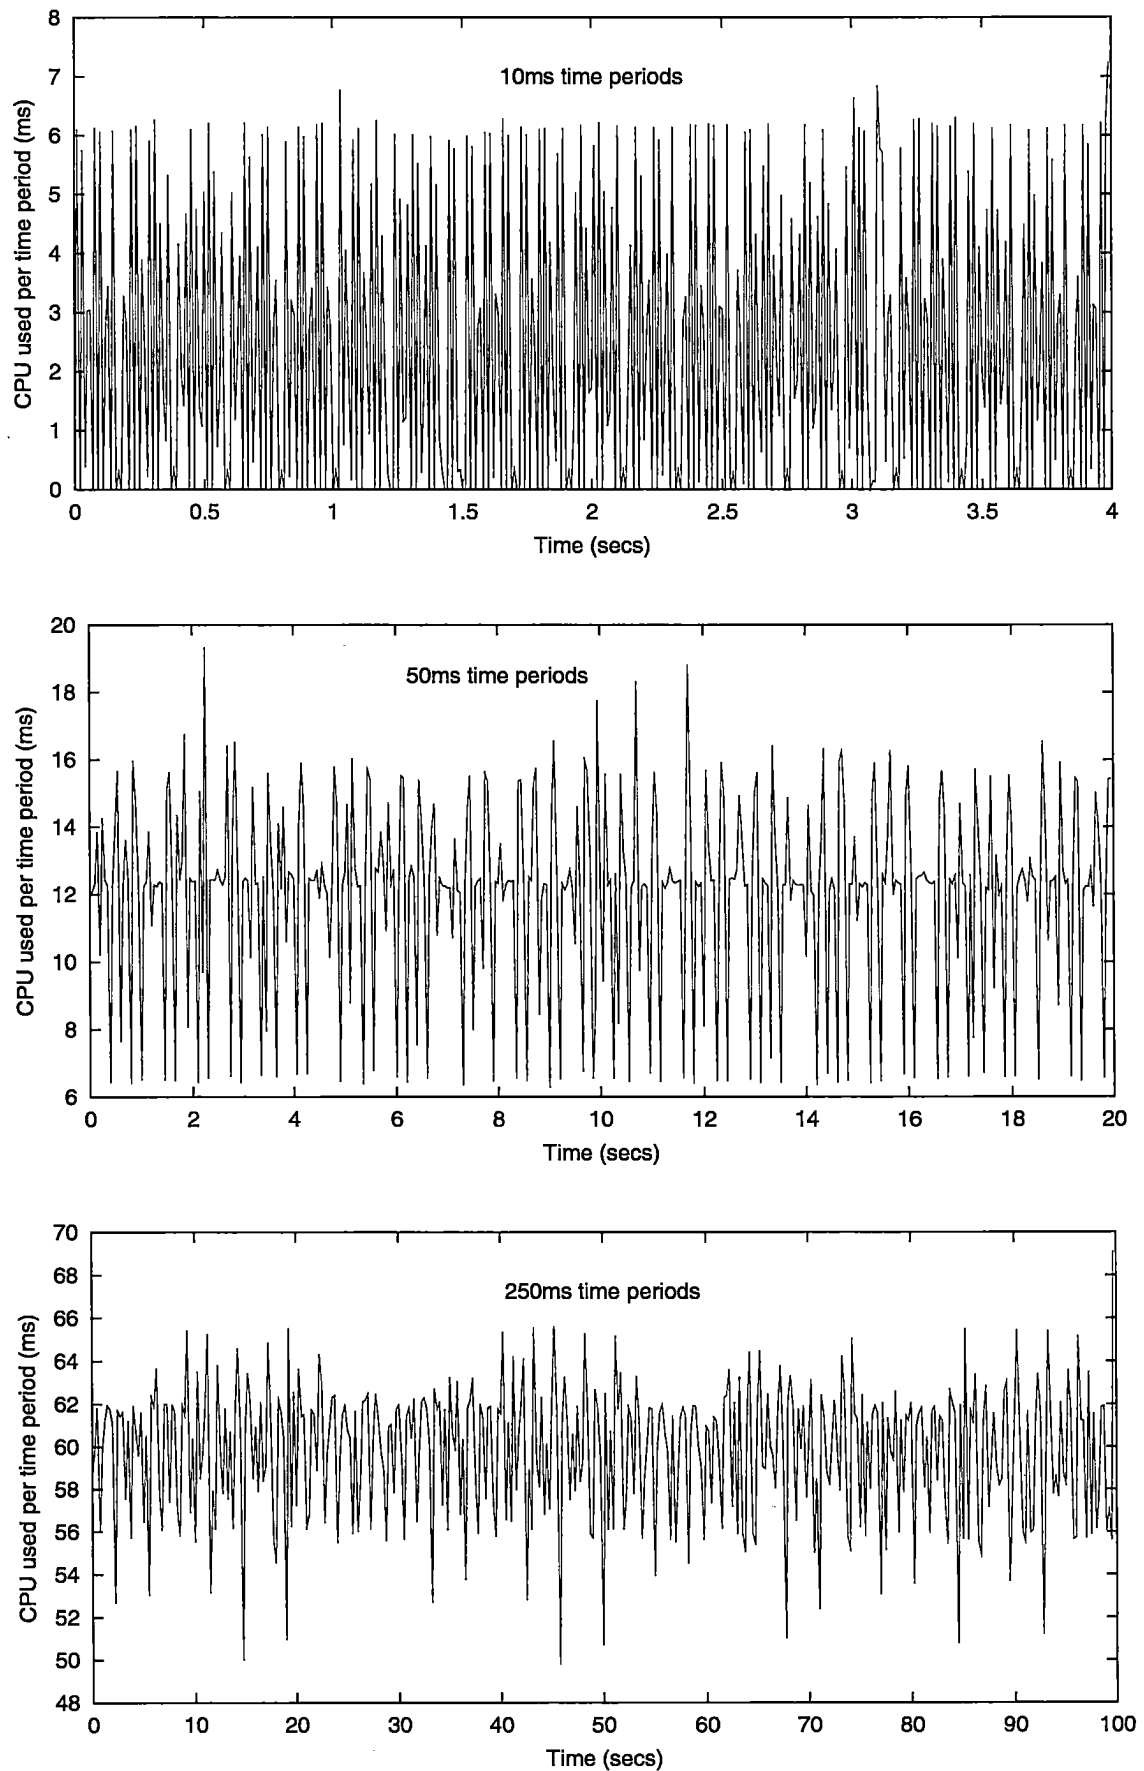 8
7
6
5
4
3
2
1
0
CPU used per time period (ms)
10ms time periods
0 0.5 1 1.5 2 2.5 3 3.5 4
Time (secs)
20
18
16
14
12
10
8
6
CPU used per time period (ms)
50ms time periods
0 2 4 6 8 10 12 14 16 18 20
Time (secs)
70
68
66
64
62
60
58
56
54
52
50
48
CPU used per time period (ms)
250ms time periods
0 10 20 30 40 50 60 70 80 90 100
Time (secs)